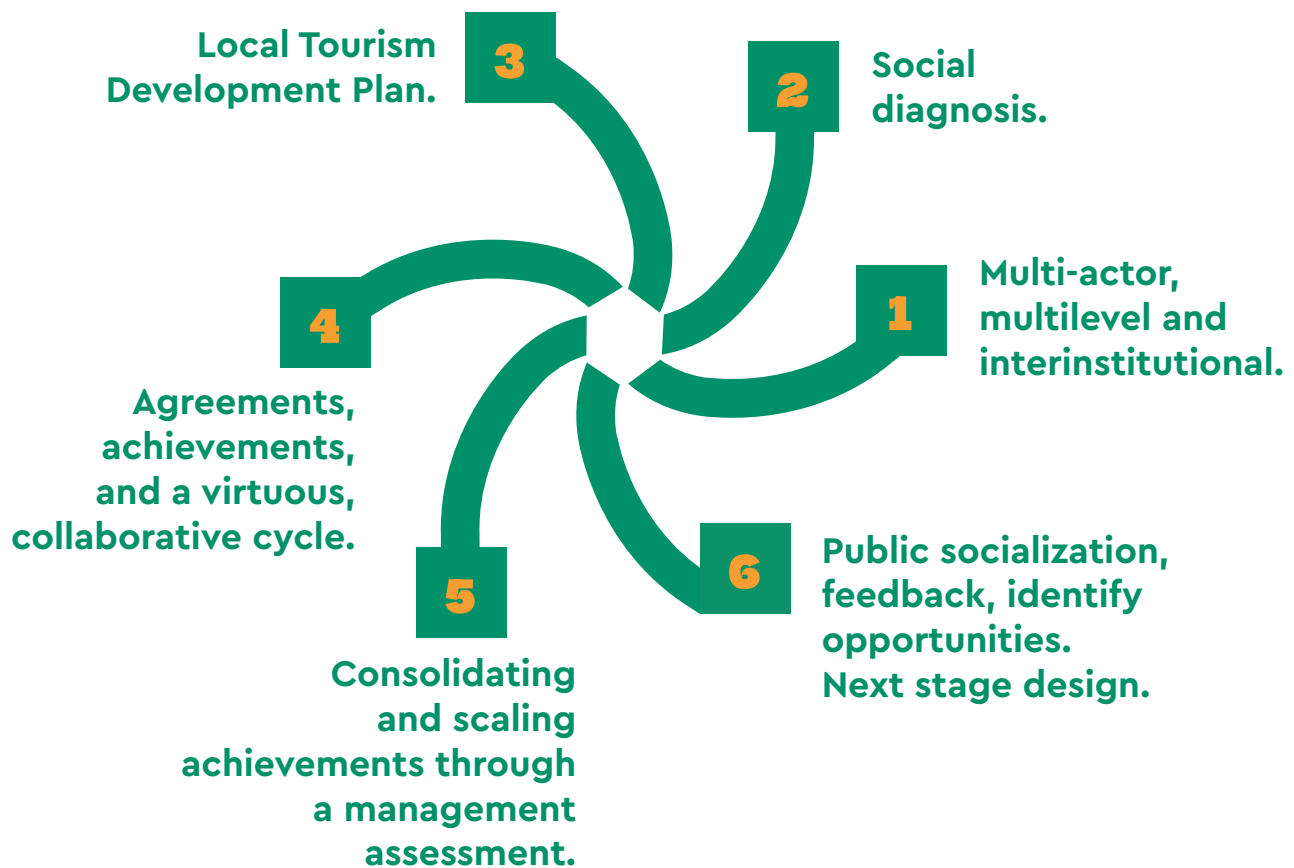 1
Multi-actor,
multilevel and
interinstitutional.
2
Social
diagnosis.
3
Local Tourism
Development Plan.
4
Agreements,
achievements,
and a virtuous,
collaborative cycle.
5
Consolidating
and scaling
achievements through
a management
assessment.
6
Public socialization,
feedback, identify
opportunities.
Next stage design.